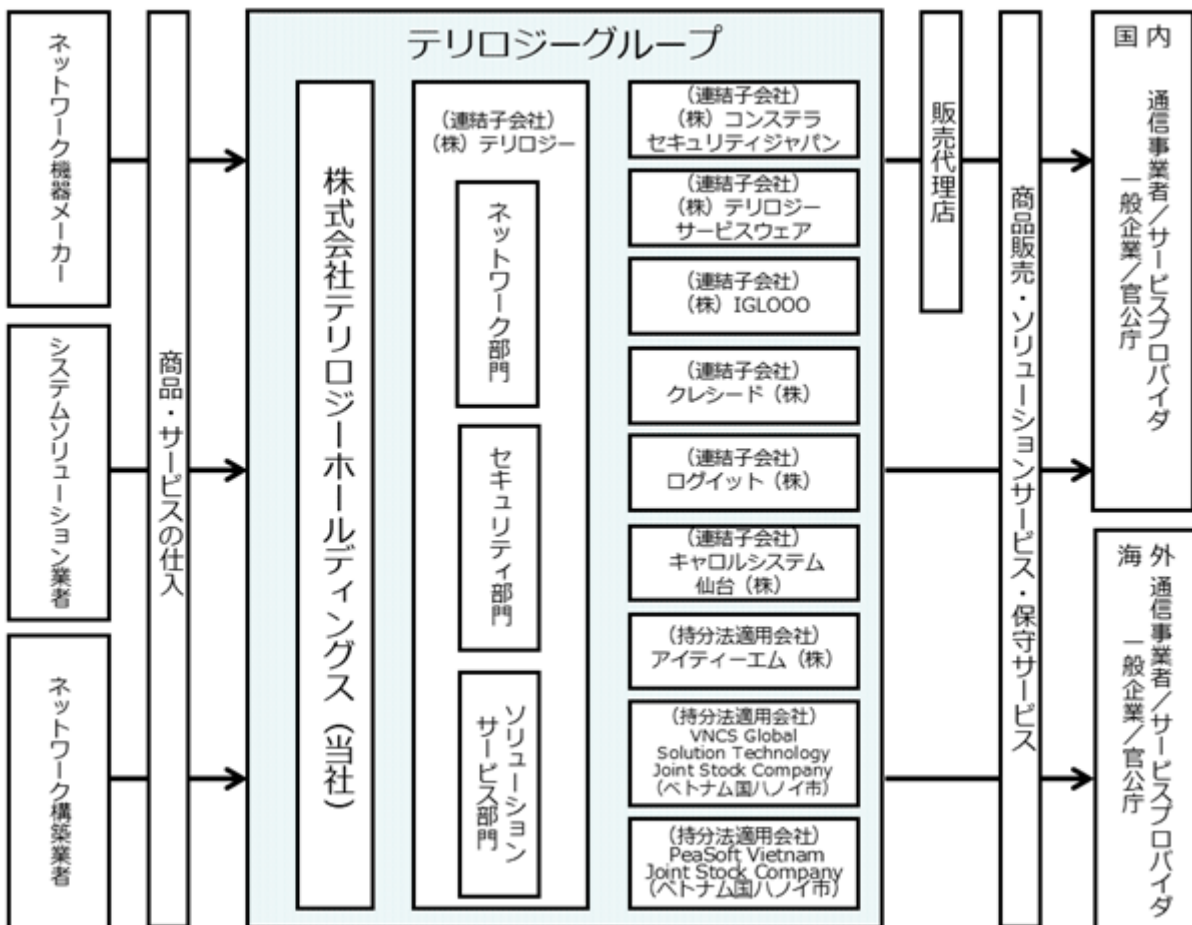 ネットワーク機器メーカー
システムソリューション業者
ネットワーク構築業者
商品・サービスの仕入
テリロジーグループ
株式会社テリロジーホールディングス（当社）
（連結子会社）
（株）テリロジー
ネットワーク部門
セキュリティ部門
ソリューション
サービス部門
（連結子会社）
（株）コンステラ
セキュリティジャパン
（連結子会社）
（株）テリロジー
サービスウェア
（連結子会社）
（株）IGLOOO
（連結子会社）
クレシード（株）
（連結子会社）
ログイット（株）
（連結子会社）
キャロルシステム
仙台（株）
（持分法適用会社）
アイティーエム（株）
（持分法適用会社）
VNCS Global
Solution Technology
Joint Stock Company
（ベトナム国ハノイ市）
（持分法適用会社）
PeaSoft Vietnam
Joint Stock Company
（ベトナム国ハノイ市）
販売代理店
商品販売・ソリューションサービス・保守サービス
国内
通信事業者／サービスプロバイダ
一般企業／官公庁
海外
通信事業者／サービスプロバイダ
一般企業／官公庁